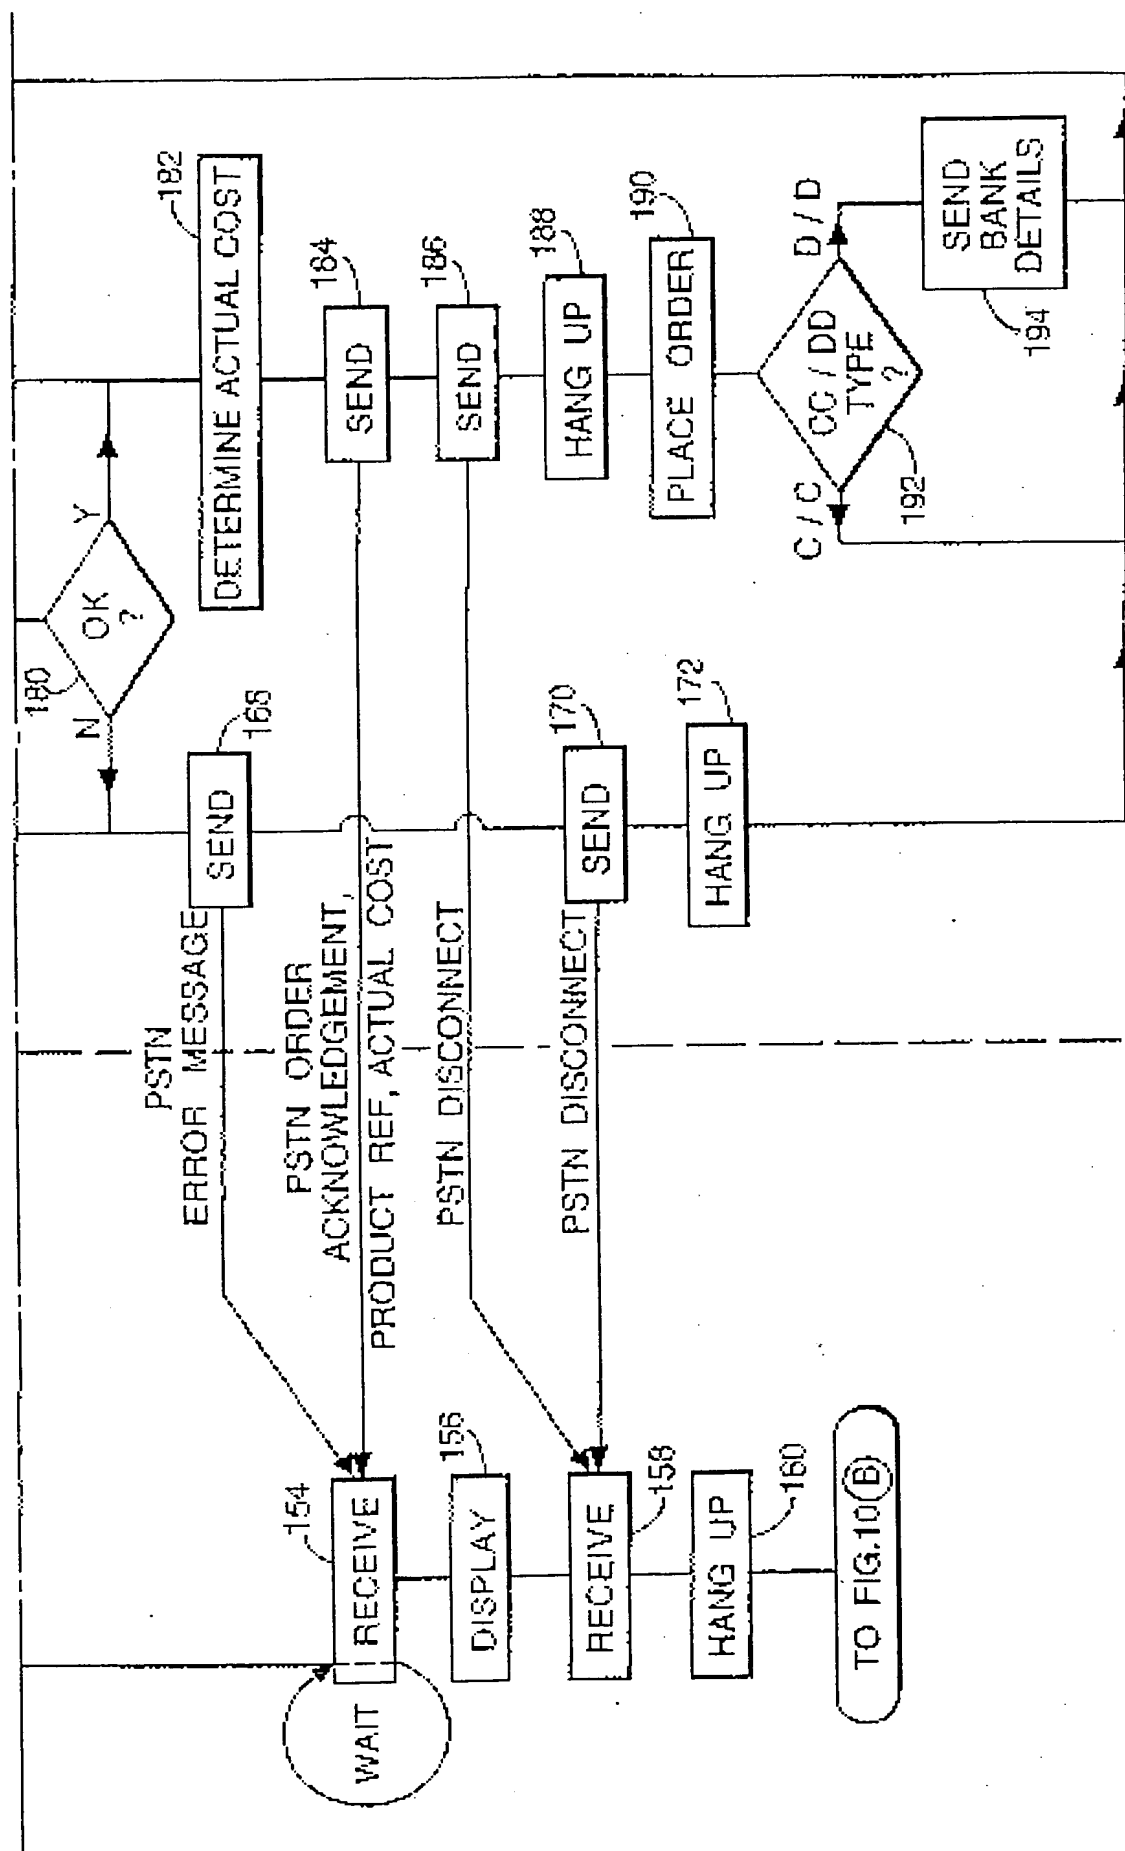 OK
?
180
N
Y
182
DETERMINE ACTUAL COST
168
SEND
PSTN
ERROR MESSAGE
184
SEND
PSTN ORDER
ACKNOWLEDGEMENT,
PRODUCT REF, ACTUAL COST
154
RECEIVE
WAIT
186
SEND
PSTN DISCONNECT
156
DISPLAY
188
HANG UP
170
SEND
PSTN DISCONNECT
RECEIVE
158
190
PLACE ORDER
172
HANG UP
HANG UP
160
CC / DD
TYPE
?
192
C / C
D / D
TO FIG.10 B
SEND
BANK
DETAILS
194